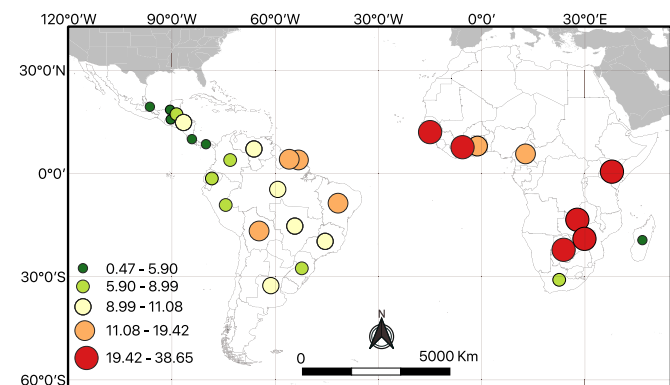 120°0'W 90°0'W 60°0'W 30°0'W 0°0' 30°0'E
30°0'N
0°0'
30°0'S
60°0'S
0.47 - 5.90
5.90 - 8.99
8.99 - 11.08
11.08 - 19.42
19.42 - 38.65
N
0 5000 Km